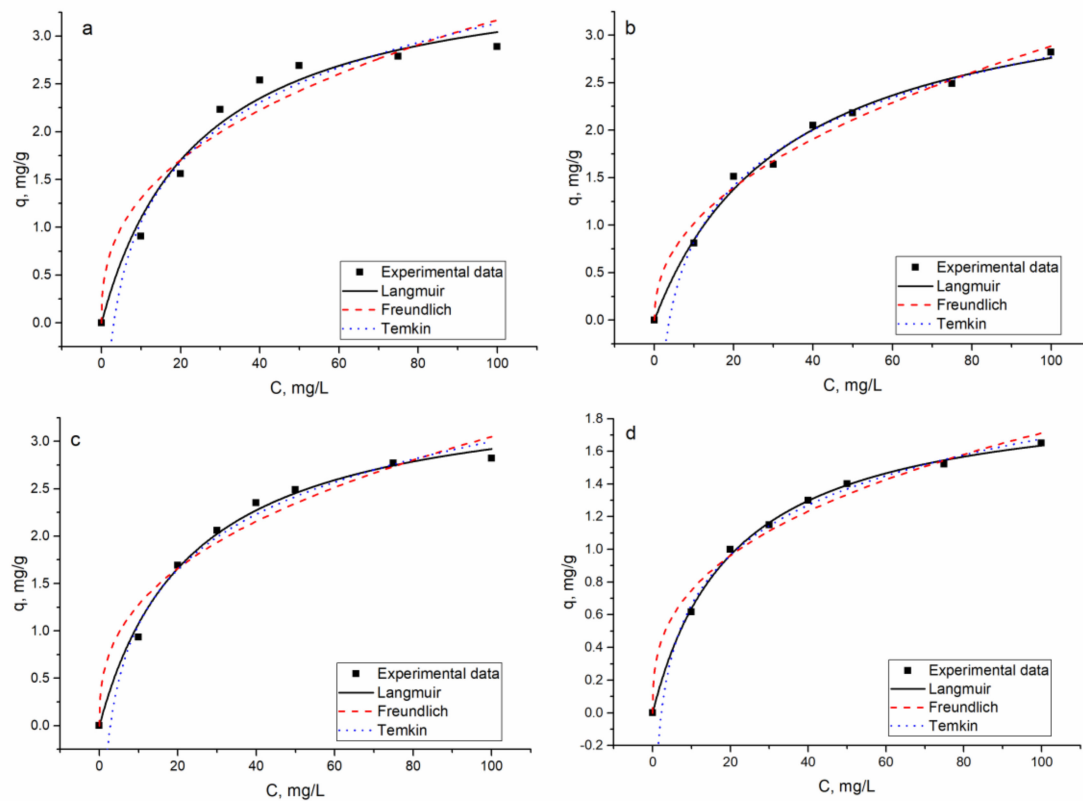 a
3.0
2.5
2.0
1.5
1.0
0.5
0.0
q, mg/g
Experimental data
Langmuir
Freundlich
Temkin
0 20 40 60 80 100
C, mg/L
b
3.0
2.5
2.0
1.5
1.0
0.5
0.0
q, mg/g
Experimental data
Langmuir
Freundlich
Temkin
0 20 40 60 80 100
C, mg/L
c
3.0
2.5
2.0
1.5
1.0
0.5
0.0
q, mg/g
Experimental data
Langmuir
Freundlich
Temkin
0 20 40 60 80 100
C, mg/L
d
1.8
1.6
1.4
1.2
1.0
0.8
0.6
0.4
0.2
0.0
-0.2
q, mg/g
Experimental data
Langmuir
Freundlich
Temkin
0 20 40 60 80 100
C, mg/L